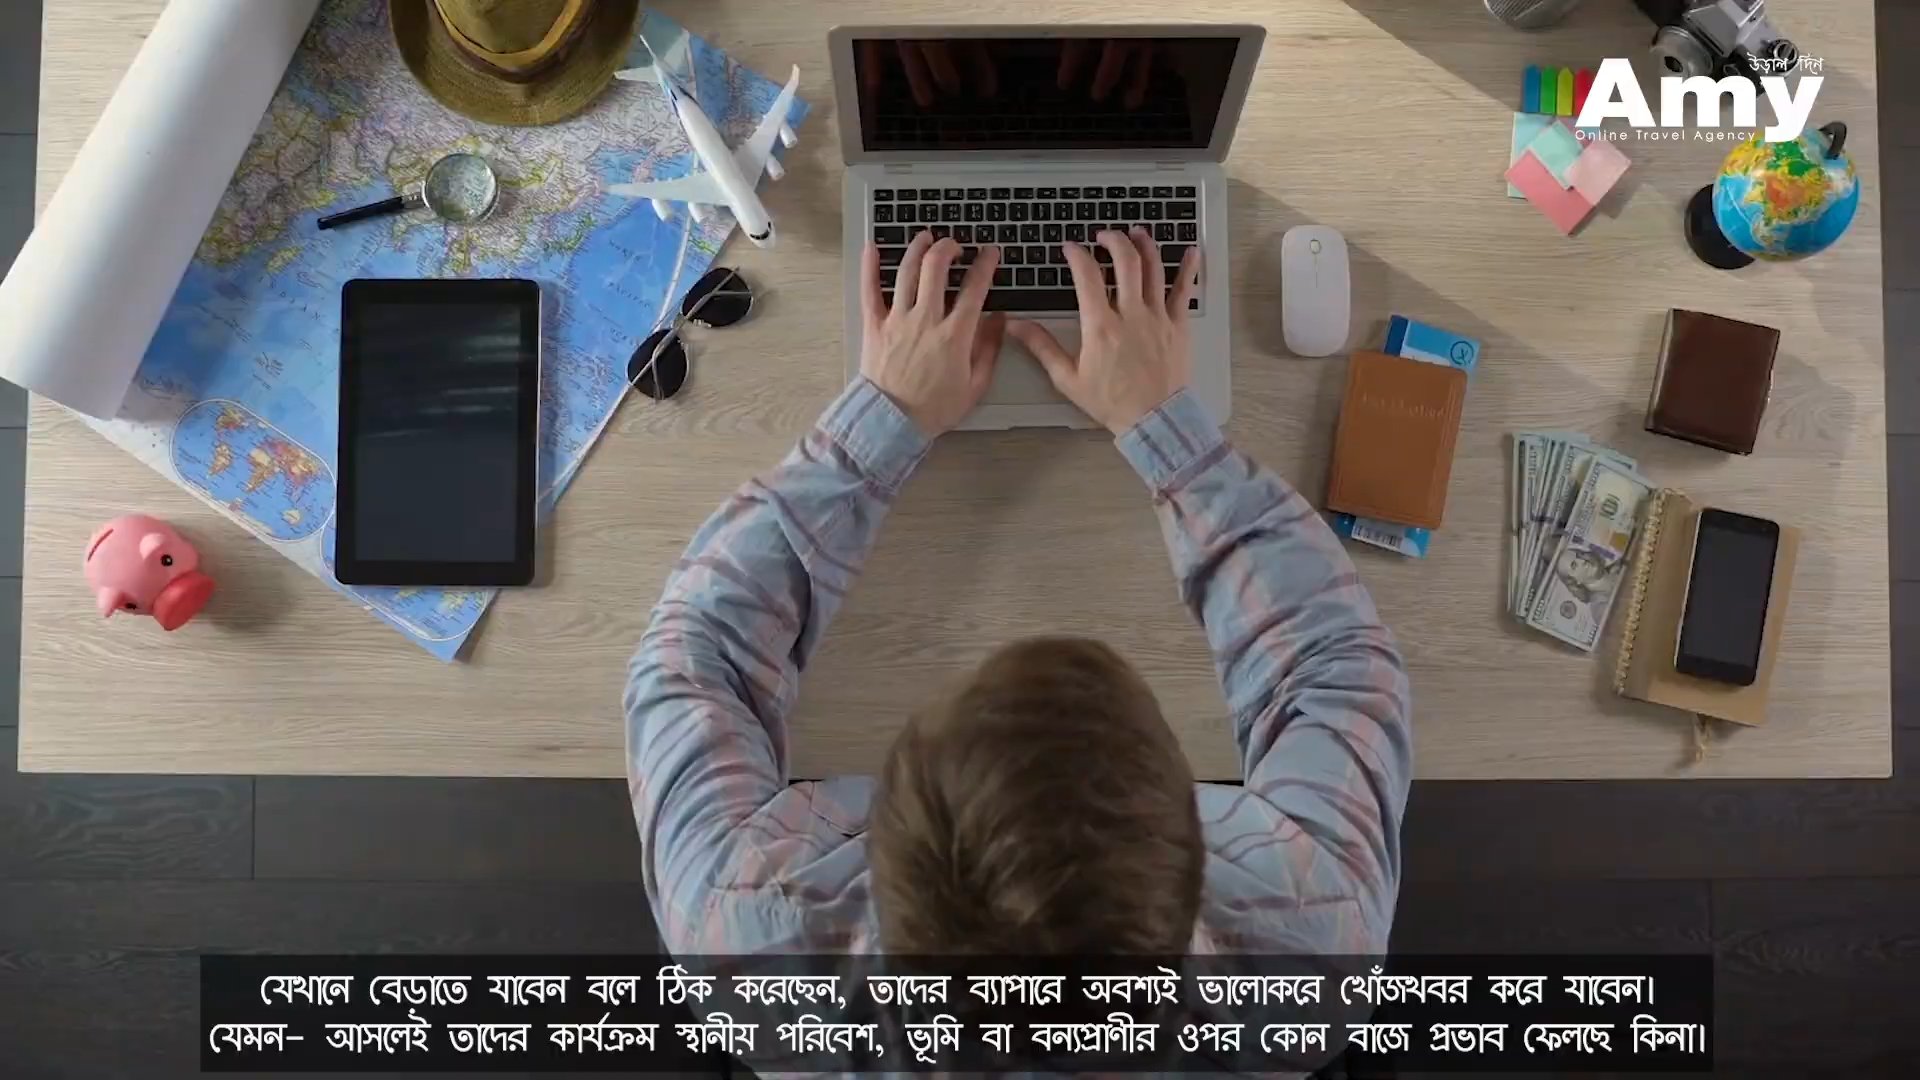 উড়াল দিন
Amy
Online Travel Agency
যেখানে বেড়াতে যাবেন বলে ঠিক করেছেন, তাদের ব্যাপারে অবশ্যই ভালোকরে খোঁজখবর করে যাবেন।
যেমন- আসলেই তাদের কার্যক্রম স্থানীয় পরিবেশ, ভূমি বা বন্যপ্রাণীর ওপর কোন বাজে প্রভাব ফেলছে কিনা।